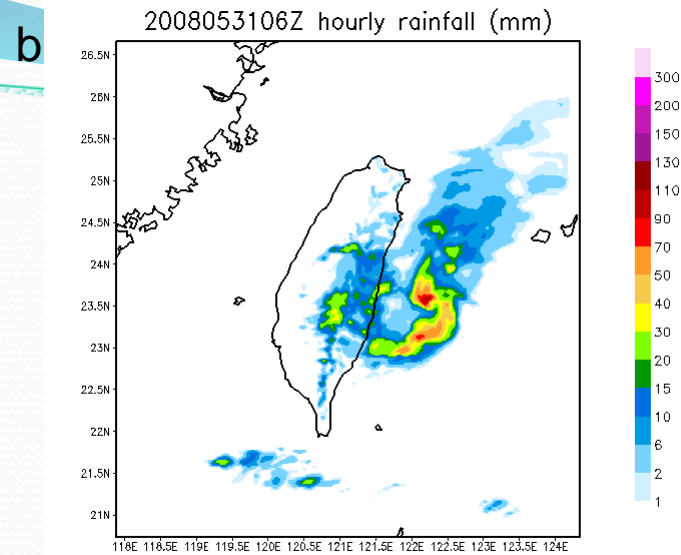 b
2008053106Z hourly rainfall (mm)
26.5N
26N
25.5N
25N
24.5N
24N
23.5N
23N
22.5N
22N
21.5N
21N
118E 118.5E 119E 119.5E 120E 120.5E 121E 121.5E 122E 122.5E 123E 123.5E 124E
300
200
150
130
110
90
70
50
40
30
20
15
10
6
2
1